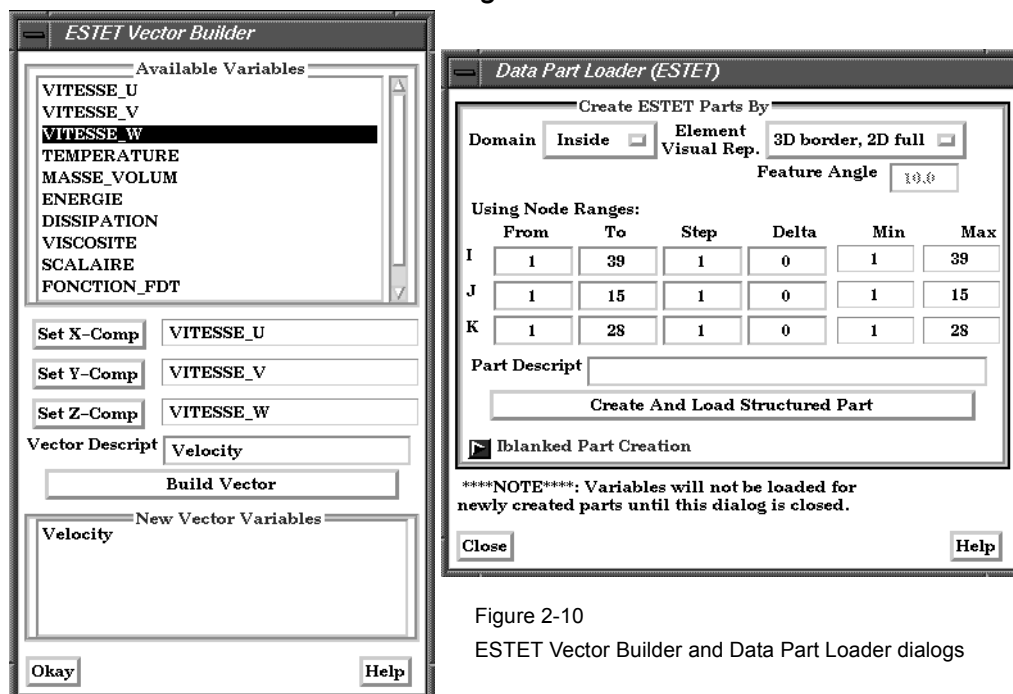 ESTET Vector Builder
Available Variables
VITESSE_U
VITESSE_V
VITESSE_W
TEMPERATURE
MASSE_VOLUM
ENERGIE
DISSIPATION
VISCOSITE
SCALAIRE
FONCTION_FDT
Set X-Comp VITESSE_U
Set Y-Comp VITESSE_V
Set Z-Comp VITESSE_W
Vector Descript Velocity
Build Vector
New Vector Variables
Velocity
Okay Help
Data Part Loader (ESTET)
Create ESTET Parts By
Domain Inside Element Visual Rep. 3D border, 2D full
Feature Angle 10.0
Using Node Ranges:
From To Step Delta Min Max
I 1 39 1 0 1 39
J 1 15 1 0 1 15
K 1 28 1 0 1 28
Part Descript
Create And Load Structured Part
Iblanked Part Creation
****NOTE****: Variables will not be loaded for
newly created parts until this dialog is closed.
Close Help
Figure 2-10
ESTET Vector Builder and Data Part Loader dialogs